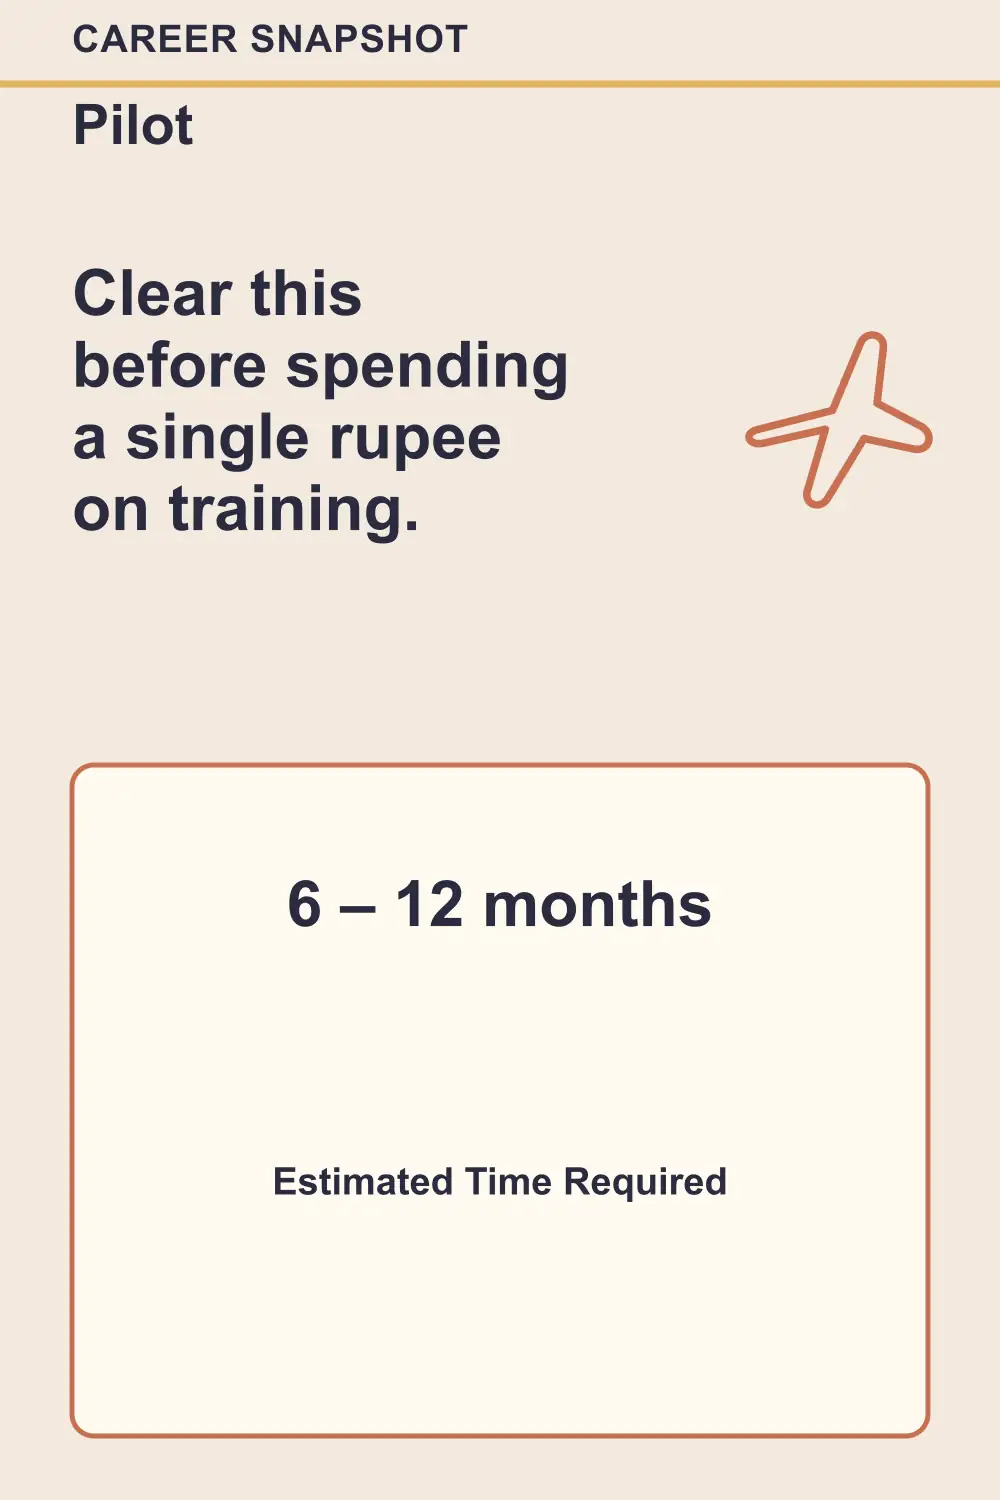 CAREER SNAPSHOT
Pilot
Clear this
before spending
a single rupee
on training.
6 – 12 months
Estimated Time Required